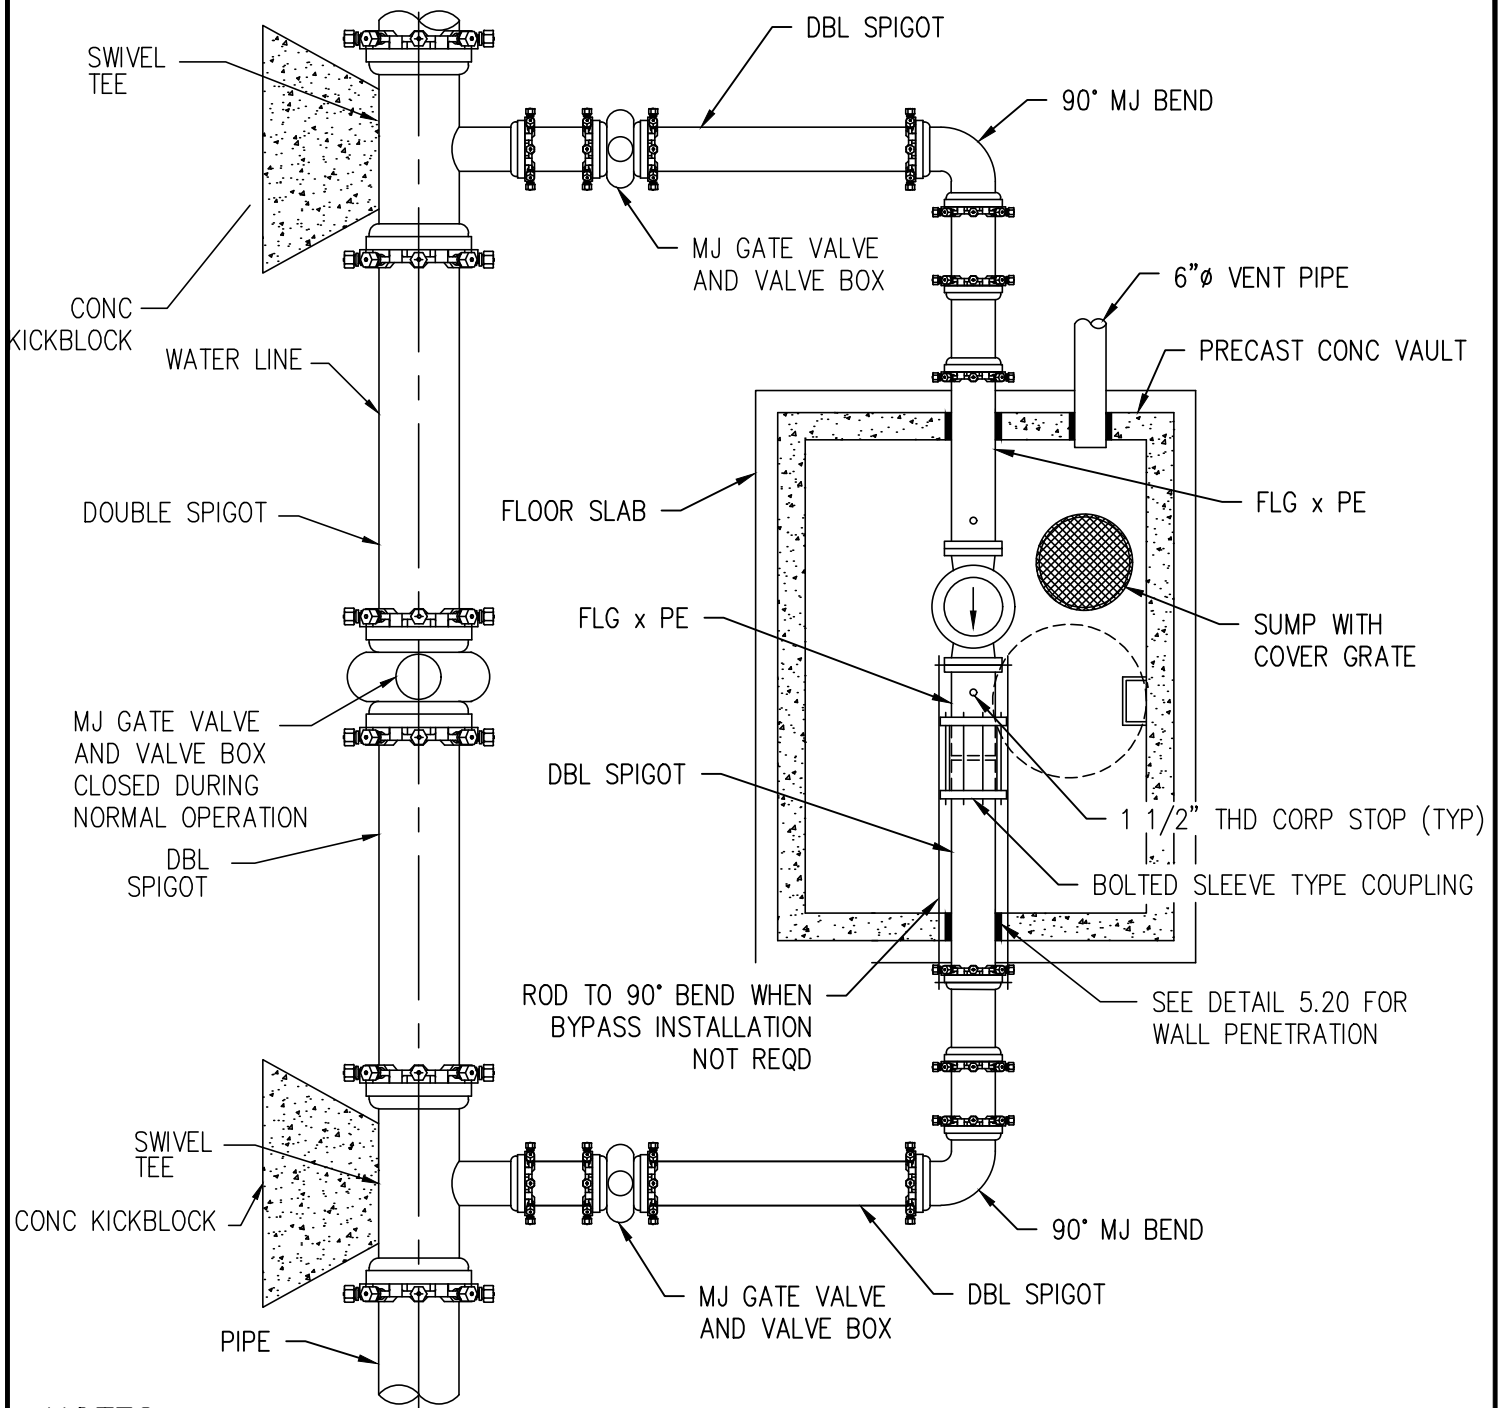 DBL SPIGOT
SWIVEL
TEE
90° MJ BEND
MJ GATE VALVE
AND VALVE BOX
6"ø VENT PIPE
CONC
KICKBLOCK
WATER LINE
PRECAST CONC VAULT
DOUBLE SPIGOT
FLOOR SLAB
FLG x PE
FLG x PE
SUMP WITH
COVER GRATE
MJ GATE VALVE
AND VALVE BOX
CLOSED DURING
NORMAL OPERATION
DBL SPIGOT
1 1/2" THD CORP STOP (TYP)
DBL
SPIGOT
BOLTED SLEEVE TYPE COUPLING
ROD TO 90° BEND WHEN
BYPASS INSTALLATION
NOT REQD
SEE DETAIL 5.20 FOR
WALL PENETRATION
SWIVEL
TEE
CONC KICKBLOCK
90° MJ BEND
MJ GATE VALVE
AND VALVE BOX
DBL SPIGOT
PIPE